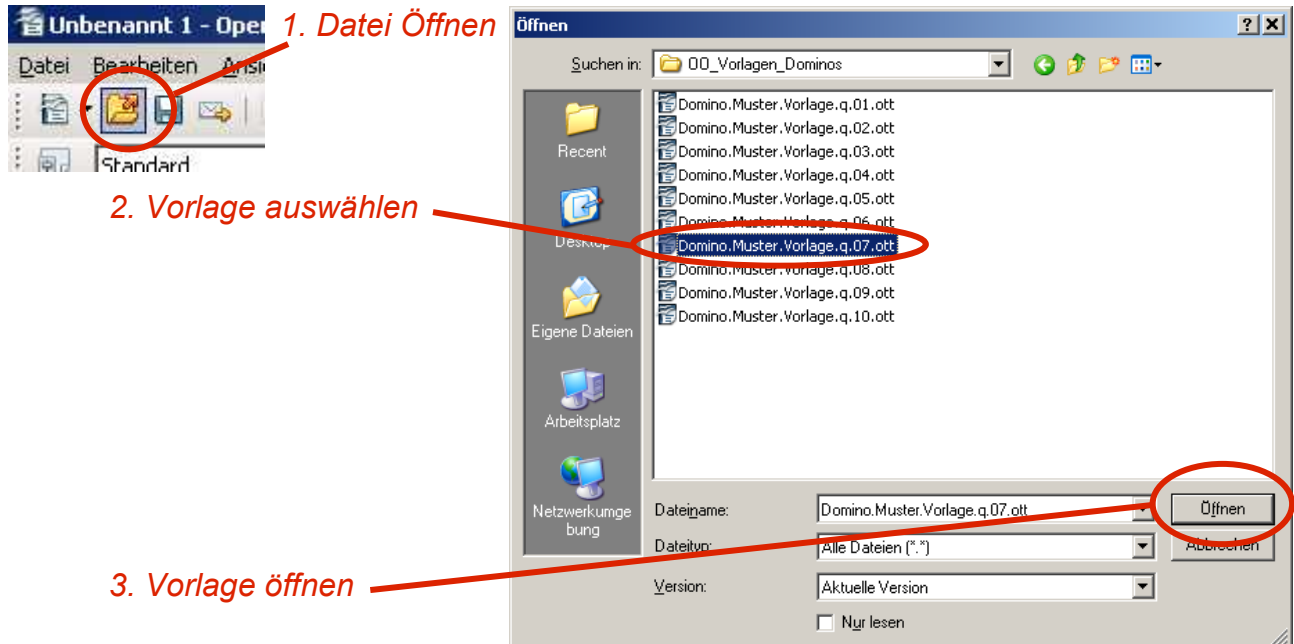 Unbenannt 1 - Oper
1. Datei Öffnen
Datei Bearbeiten Ansi
Standard
2. Vorlage auswählen
3. Vorlage öffnen
Öffnen
Suchen in:
OO_Vorlagen_Dominos
Recent
Desktop
Eigene Dateien
Arbeitsplatz
Netzwerkumge
bung
Domino.Muster.Vorlage.q.01.ott
Domino.Muster.Vorlage.q.02.ott
Domino.Muster.Vorlage.q.03.ott
Domino.Muster.Vorlage.q.04.ott
Domino.Muster.Vorlage.q.05.ott
Domino.Muster.Vorlage.q.06.ott
Domino.Muster.Vorlage.q.07.ott
Domino.Muster.Vorlage.q.08.ott
Domino.Muster.Vorlage.q.09.ott
Domino.Muster.Vorlage.q.10.ott
Dateiname:
Domino.Muster.Vorlage.q.07.ott
Öffnen
Dateityp:
Alle Dateien (*.*)
Abbrechen
Version:
Aktuelle Version
Nur lesen